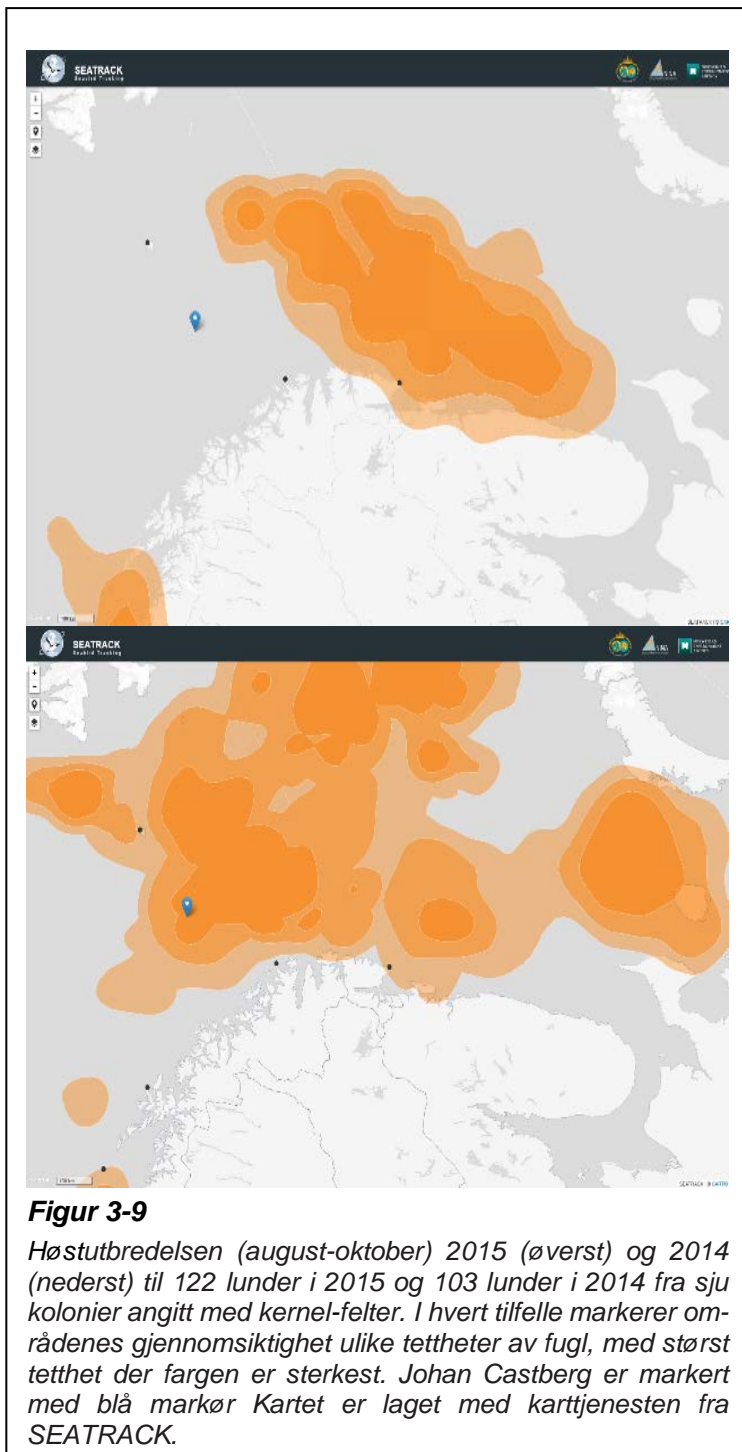 SEATRACK
Seabird Tracking
+
−
SEATRACK
Seabird Tracking
+
−
Figur 3-9
Høstutbredelsen (august-oktober) 2015 (øverst) og 2014
(nederst) til 122 lunder i 2015 og 103 lunder i 2014 fra sju
kolonier angitt med kernel-felter. I hvert tilfelle markerer om-
rådenes gjennomsiktighet ulike tettheter av fugl, med størst
tetthet der fargen er sterkest. Johan Castberg er markert
med blå markør Kartet er laget med karttjenesten fra
SEATRACK.